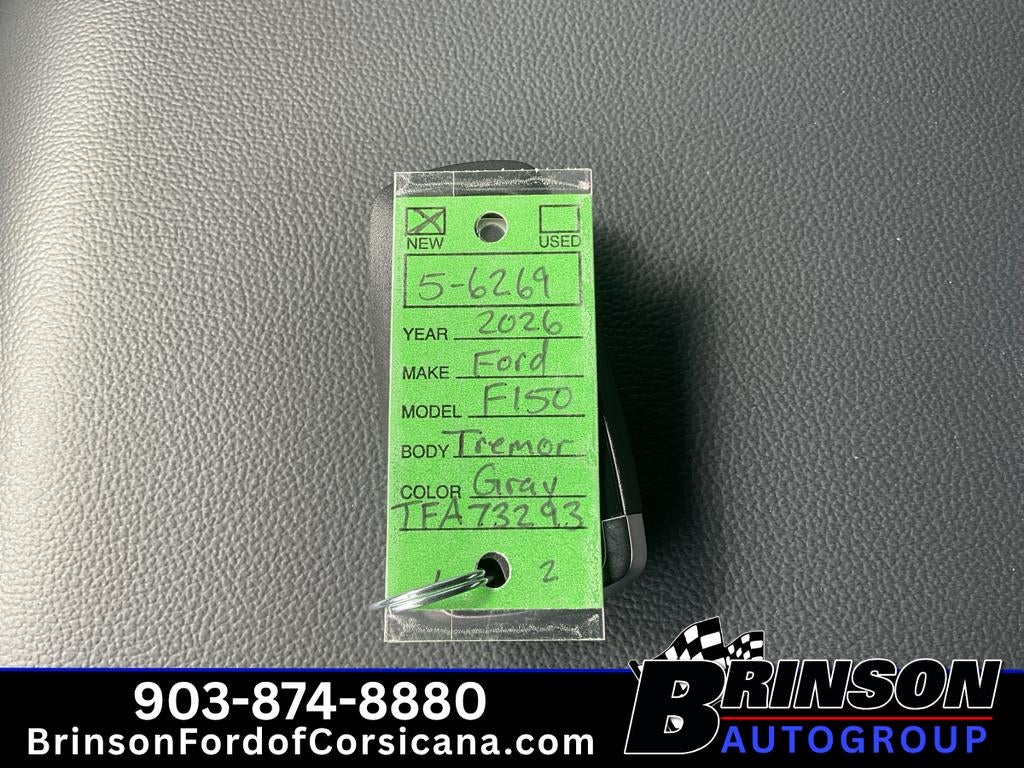 NEW USED
5-6269
YEAR 2026
MAKE Ford
MODEL F150
BODY Tremor
COLOR Gray
TFA73293
2
903-874-8880
BrinsonFordofCorsicana.com
BRINSON
AUTOGROUP